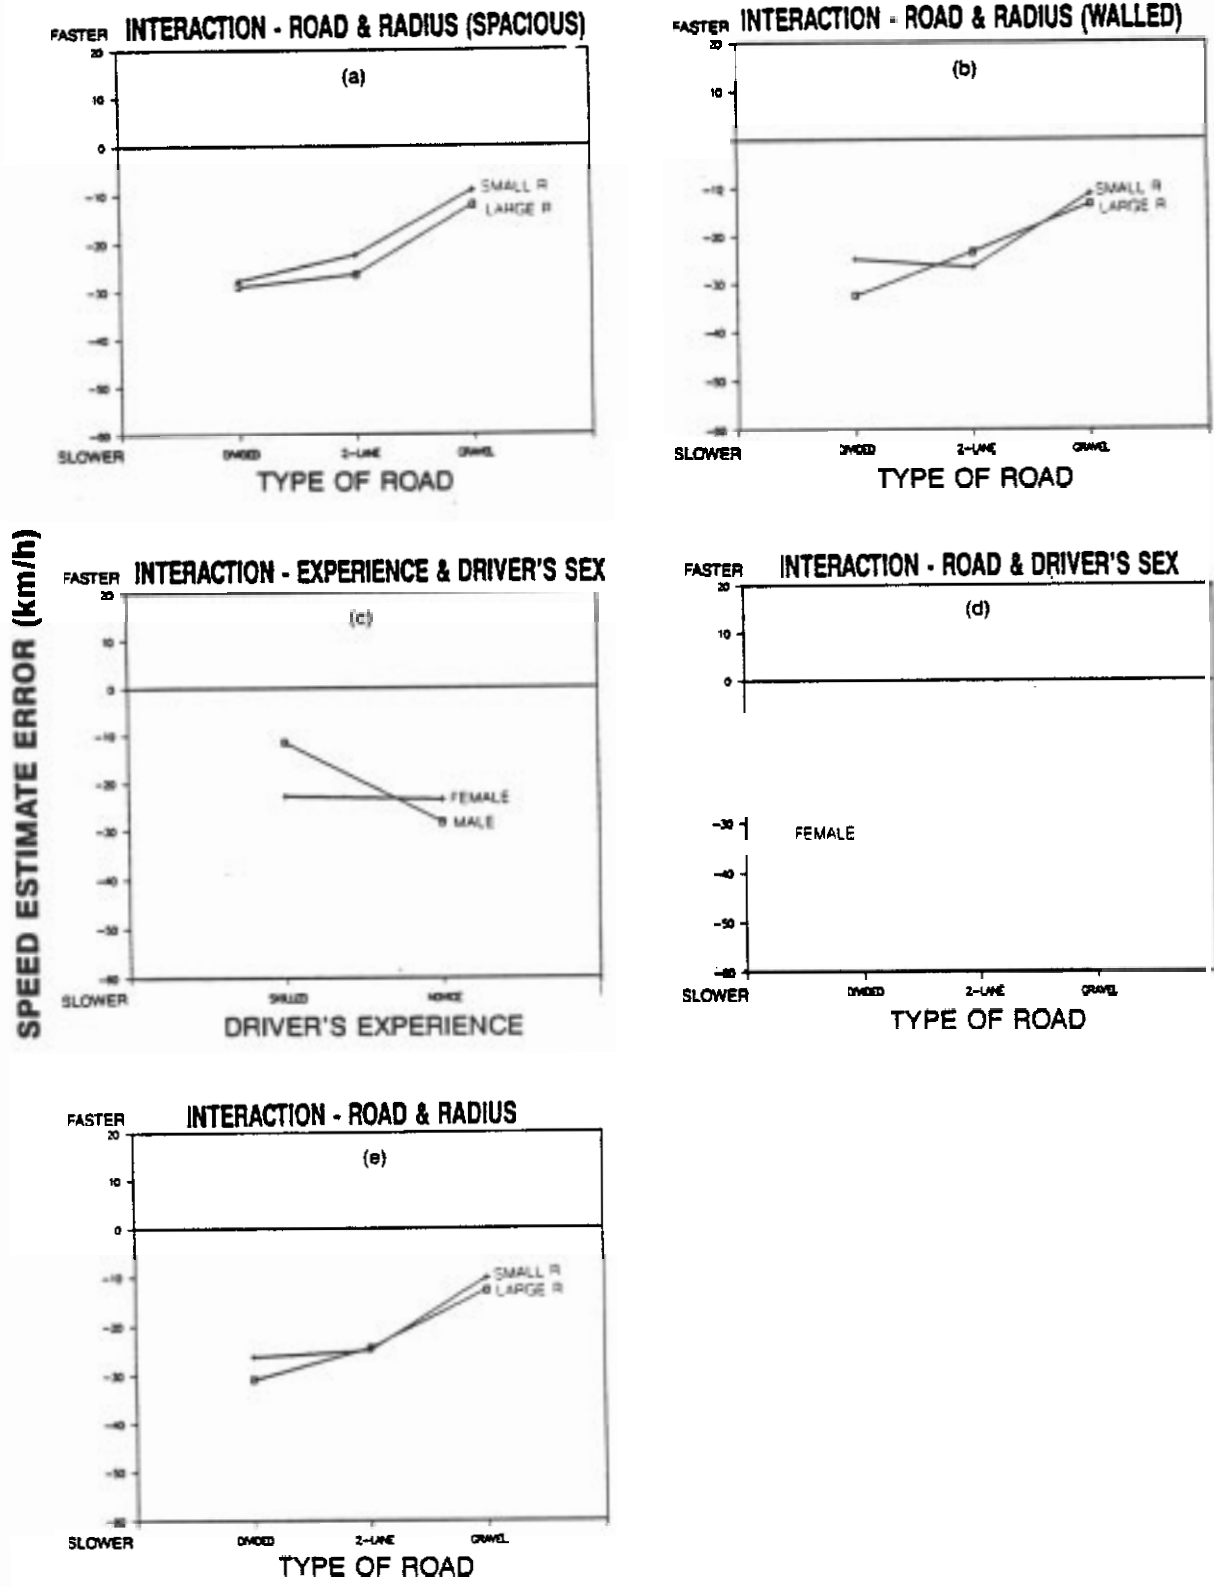 FASTER INTERACTION - ROAD & RADIUS (SPACIOUS)
20
(a)
10
0
-10
SMALL R
LARGE R
-20
-30
-40
-50
-60
SLOWER
DIVIDED 2-LANE GRAVEL
TYPE OF ROAD
FASTER INTERACTION - ROAD & RADIUS (WALLED)
20
(b)
10
-10
SMALL R
LARGE R
-20
-30
-40
-50
-60
SLOWER
DIVIDED 2-LANE GRAVEL
TYPE OF ROAD
SPEED ESTIMATE ERROR (km/h)
FASTER INTERACTION - EXPERIENCE & DRIVER'S SEX
20
(c)
10
0
-10
-20
FEMALE
MALE
-30
-40
-50
-60
SLOWER
SKILLED NOVICE
DRIVER'S EXPERIENCE
FASTER INTERACTION - ROAD & DRIVER'S SEX
20
(d)
10
0
-30
FEMALE
-40
-50
-60
SLOWER
DIVIDED 2-LANE GRAVEL
TYPE OF ROAD
FASTER INTERACTION - ROAD & RADIUS
20
(e)
10
0
-10
SMALL R
LARGE R
-20
-30
-40
-50
-60
SLOWER
DIVIDED 2-LANE GRAVEL
TYPE OF ROAD